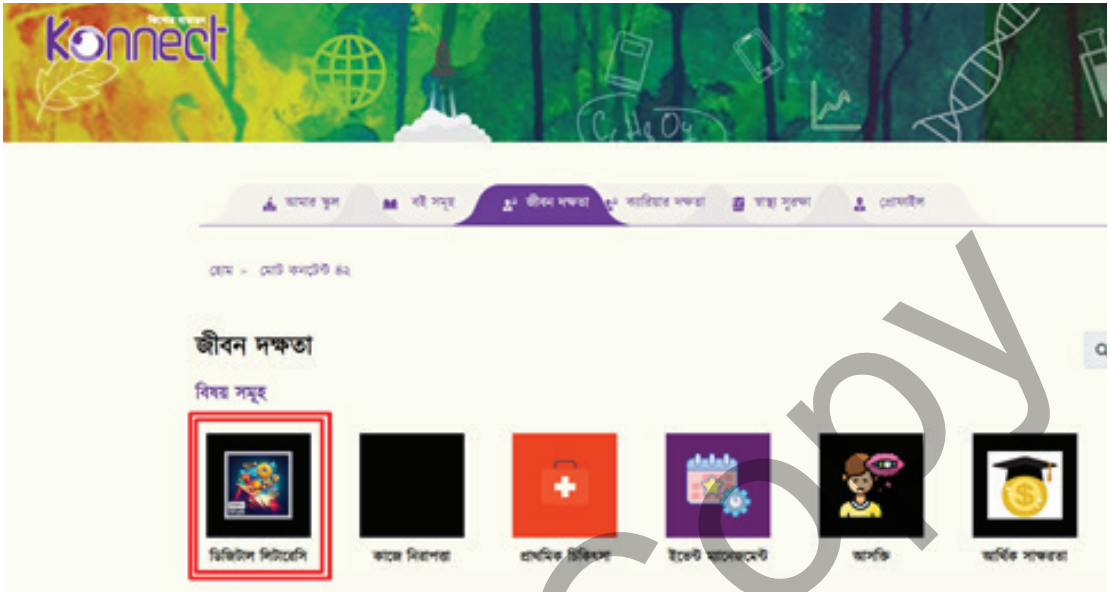 কিশোর বাতায়ন
Konnect
আমার স্কুল বই সমূহ জীবন দক্ষতা ক্যারিয়ার দক্ষতা স্বাস্থ্য সুরক্ষা প্রোফাইল
হোম > মোট কনটেন্ট ৪২
জীবন দক্ষতা
বিষয় সমূহ
ডিজিটাল লিটারেসি কাজে নিরাপত্তা প্রাথমিক চিকিৎসা ইভেন্ট ম্যানেজমেন্ট আসক্তি আর্থিক সাক্ষরতা
Copy